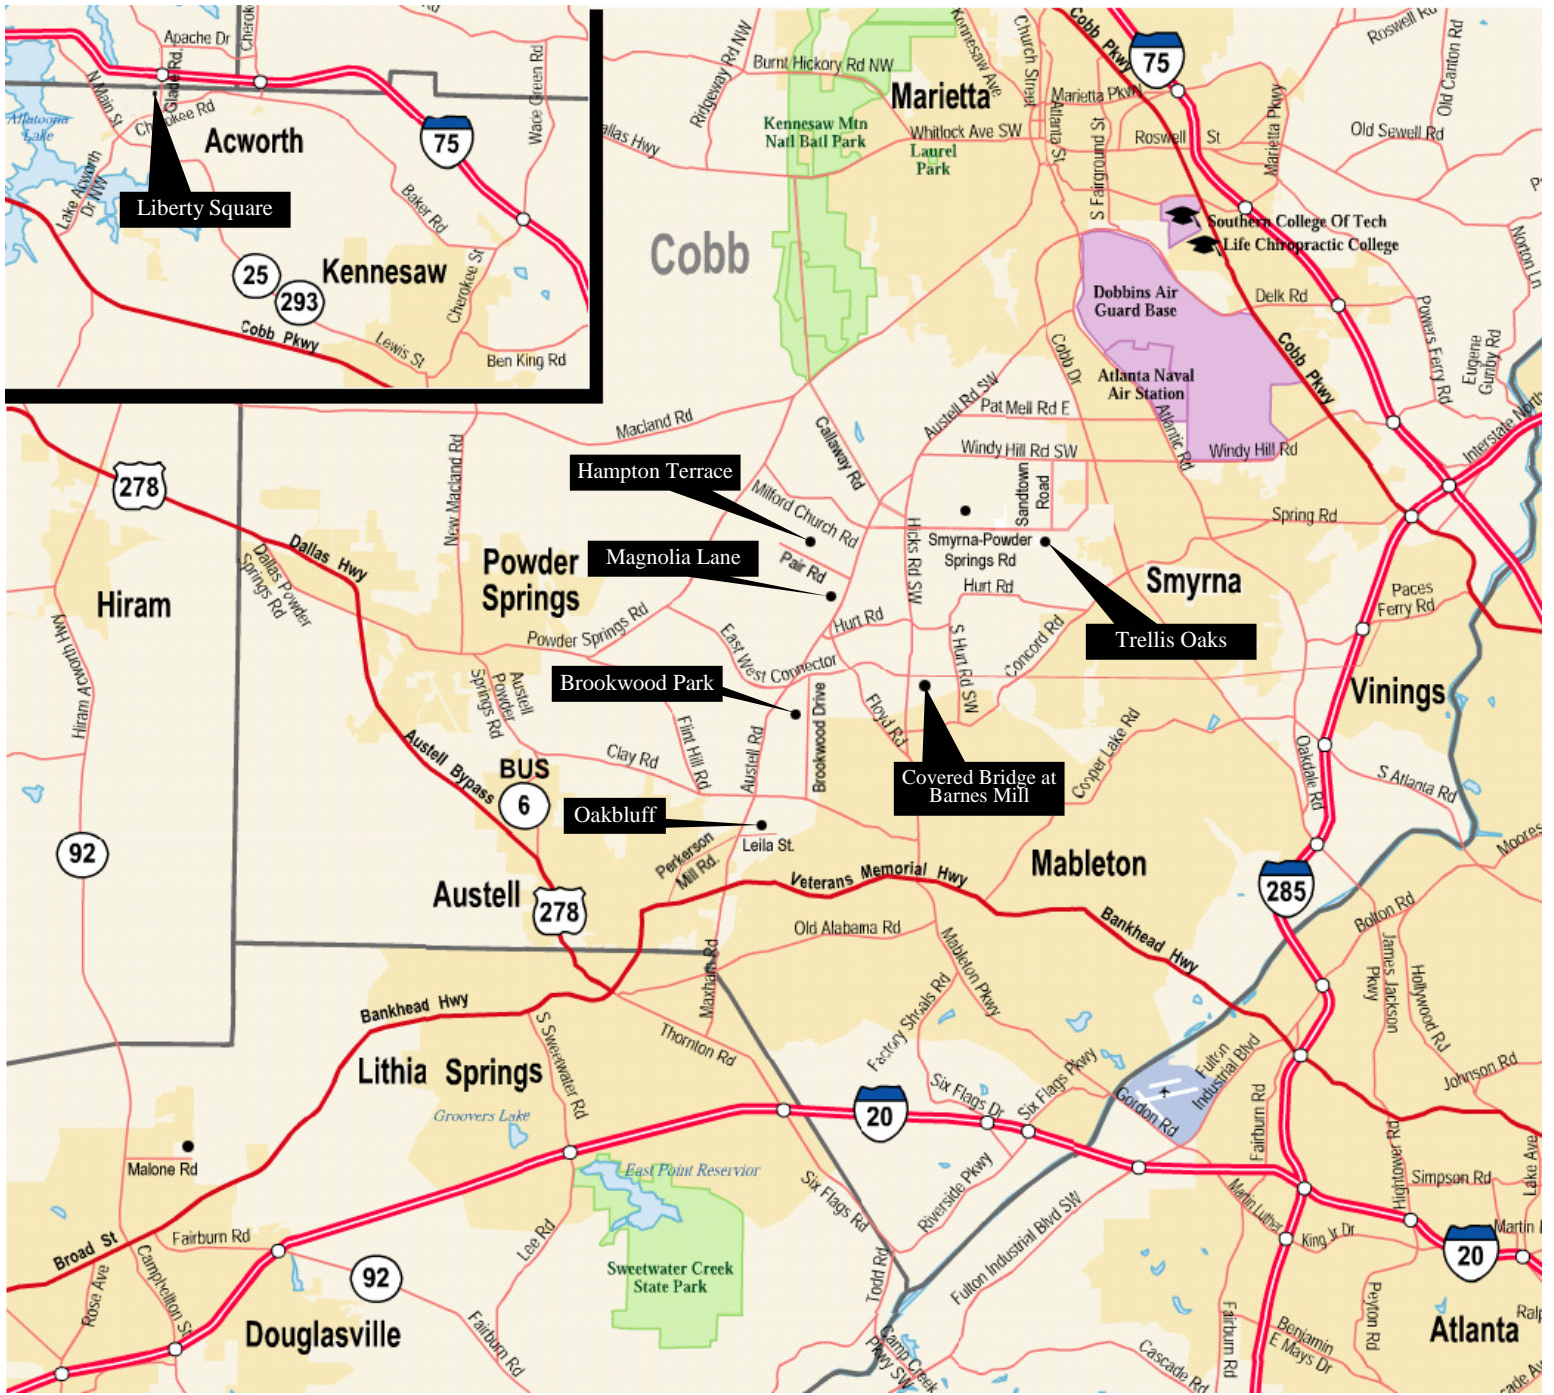 Apache Dr
N Main St
Glade Rd.
Cherokee Rd
Acworth
Allatoona
Lake
75
Wade Green Rd
Lake Acworth
Dr NW
Liberty Square
Baker Rd
25
293
Kennesaw
Cherokee St
Cobb Pkwy
Lewis St
Ben King Rd
Ridgeway Rd NW
Burnt Hickory Rd NW
Kennesaw Ave
Church Street
Cobb Pkwy
75
Roswell Rd
Old Canton Rd
Marietta
Marietta Pkwy
Marietta Pkwy
Kennesaw Mtn
Natl Batl Park
Whitlock Ave SW
Laurel
Park
Atlanta St
S Fairground St
Roswell St
Old Sewell Rd
allas Hwy
Cobb
Southern College Of Tech
Life Chiropractic College
Norton Ln
Dobbins Air
Guard Base
Delk Rd
Powers Ferry Rd
Eugene
Gunby Rd
Cobb Dr
Cobb Pkwy
Atlanta Naval
Air Station
Atlantic Rd
Austell Rd SW
Pat Mell Rd E
Macland Rd
Callaway Rd
Windy Hill Rd SW
Windy Hill Rd
Interstate North
278
New Macland Rd
Hampton Terrace
Milford Church Rd
Sandtown
Road
Hicks Rd SW
Spring Rd
Dallas Hwy
Dallas Powder
Springs Rd
Powder
Springs
Magnolia Lane
Pair Rd
Smyrna-Powder
Springs Rd
Smyrna
Hurt Rd
Paces
Ferry Rd
Hiram
Hiram Acworth Hwy
Powder Springs Rd
Hurt Rd
East West Connector
S Hurt Rd SW
Concord Rd
Trellis Oaks
Austell
Powder
Springs Rd
Brookwood Park
Brookwood Drive
Floyd Rd
Vinings
Flint Hill Rd
Austell Rd
Cooper Lake Rd
Oakdale Rd
S Atlanta Rd
Austell Bypass
Clay Rd
BUS
6
Covered Bridge at
Barnes Mill
Oakbluff
Leila St.
Perkerson
Mill Rd.
92
Moores
Mableton
Veterans Memorial Hwy
285
Austell
278
Bankhead Hwy
Old Alabama Rd
Bolton Rd
James Jackson
Pkwy
Hollywood Rd
Mableton Pkwy
Maxham Rd
Factory Shoals Rd
Bankhead Hwy
S Sweetwater Rd
Thornton Rd
Lithia Springs
Groovers Lake
20
Six Flags Dr
Six Flags Pkwy
Fulton
Industrial Blvd
Gordon Rd
Fairburn Rd
Johnson Rd
Hightower Rd
Simpson Rd
Lake Ave
Malone Rd
East Point Reservior
Six Flags Rd
Riverside Pkwy
Fulton Industrial Blvd SW
Martin Luther
King Jr Dr
Martin L
20
Broad St
Fairburn Rd
Lee Rd
Rose Ave
Campbellton St
92
Sweetwater Creek
State Park
Todd Rd
Camp Creek
Pkwy SW
Douglasville
Fairburn Rd
Fairburn Rd
Benjamin
E Mays Dr
Peyton Rd
Cascade Rd
Atlanta